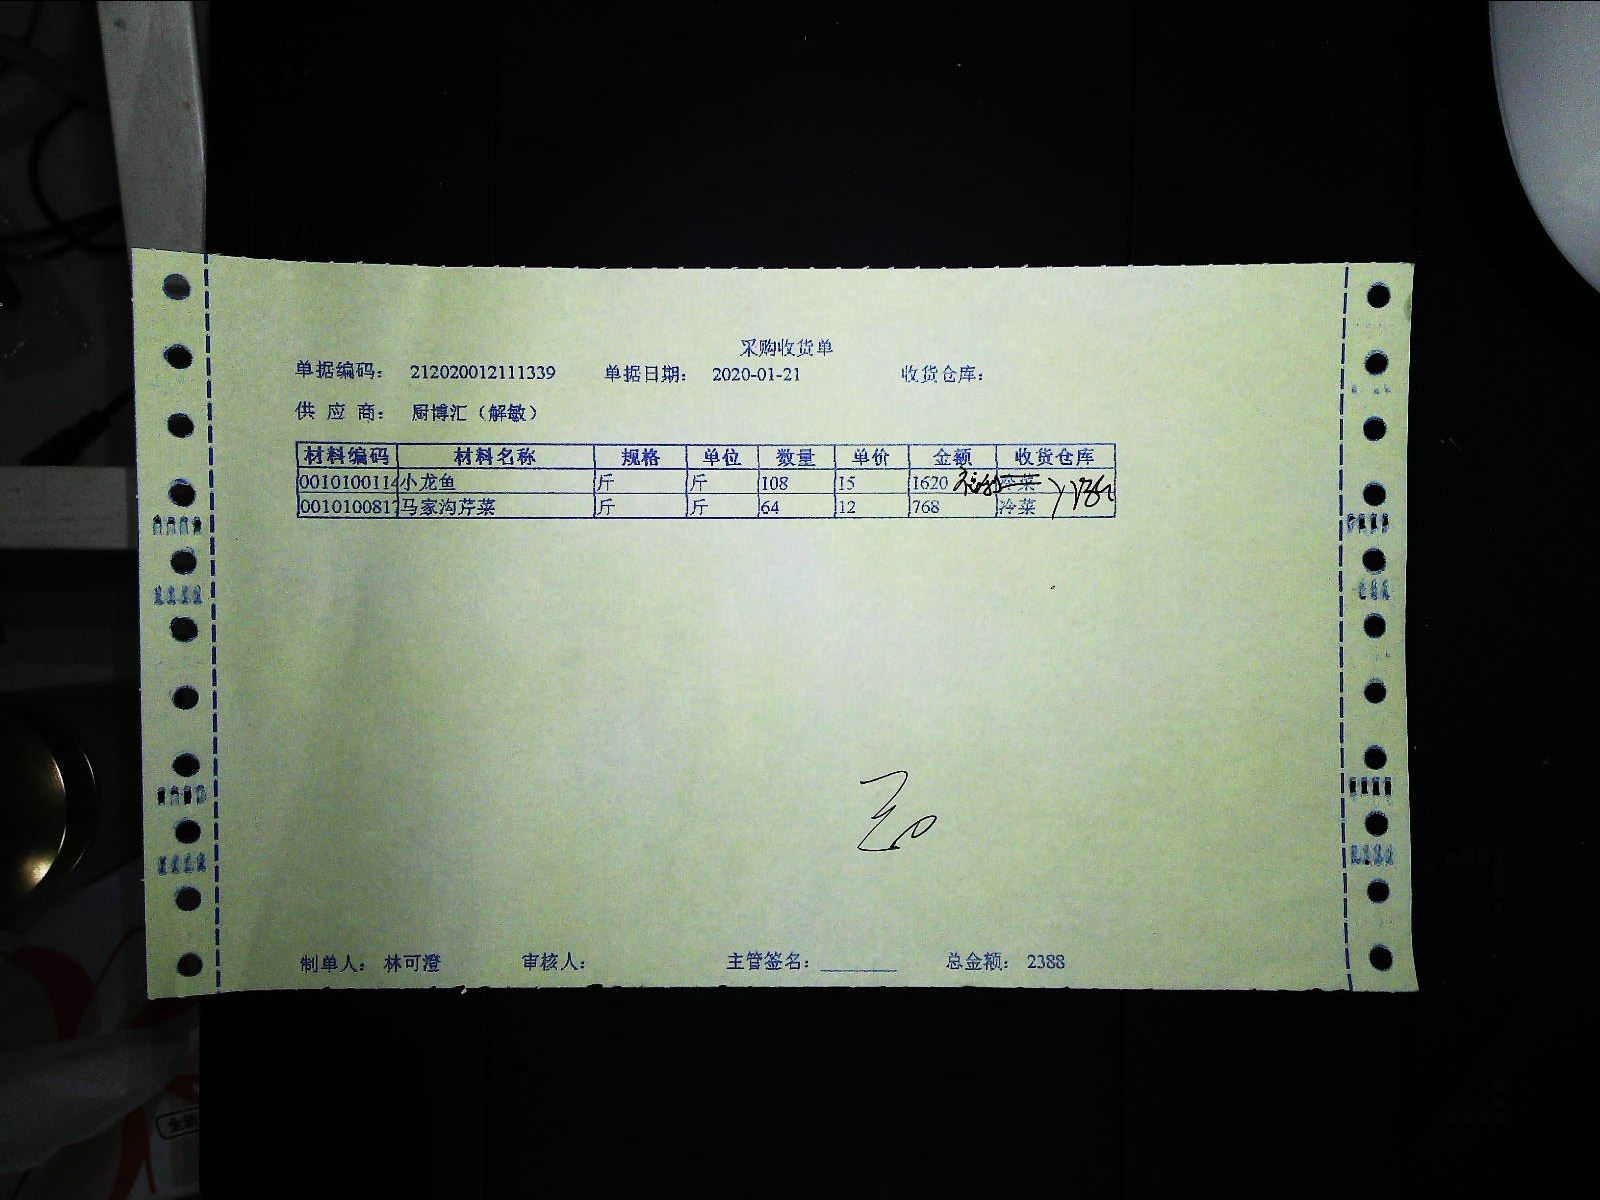 采购收货单
单据编码： 212020012111339 单据日期： 2020-01-21 收货仓库：
供 应 商： 厨博汇（解敏）
材料编码 材料名称 规格 单位 数量 单价 金额 收货仓库
0010100114 小龙鱼 斤 斤 108 15 1620 冷菜
0010100817 马家沟芹菜 斤 斤 64 12 768 冷菜
制单人： 林可澄 审核人： 主管签名：________ 总金额： 2388